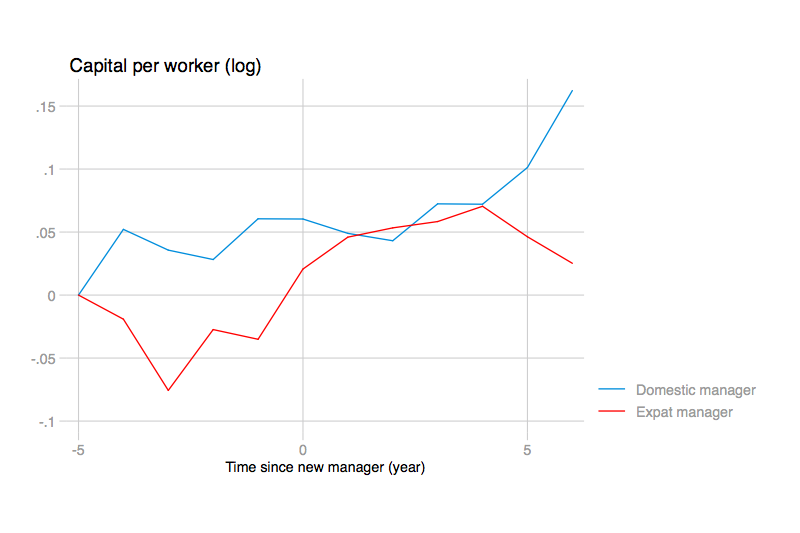 Capital per worker (log)
.15
.1
.05
0
-.05
-.1
-5 0 5
Time since new manager (year)
Domestic manager
Expat manager